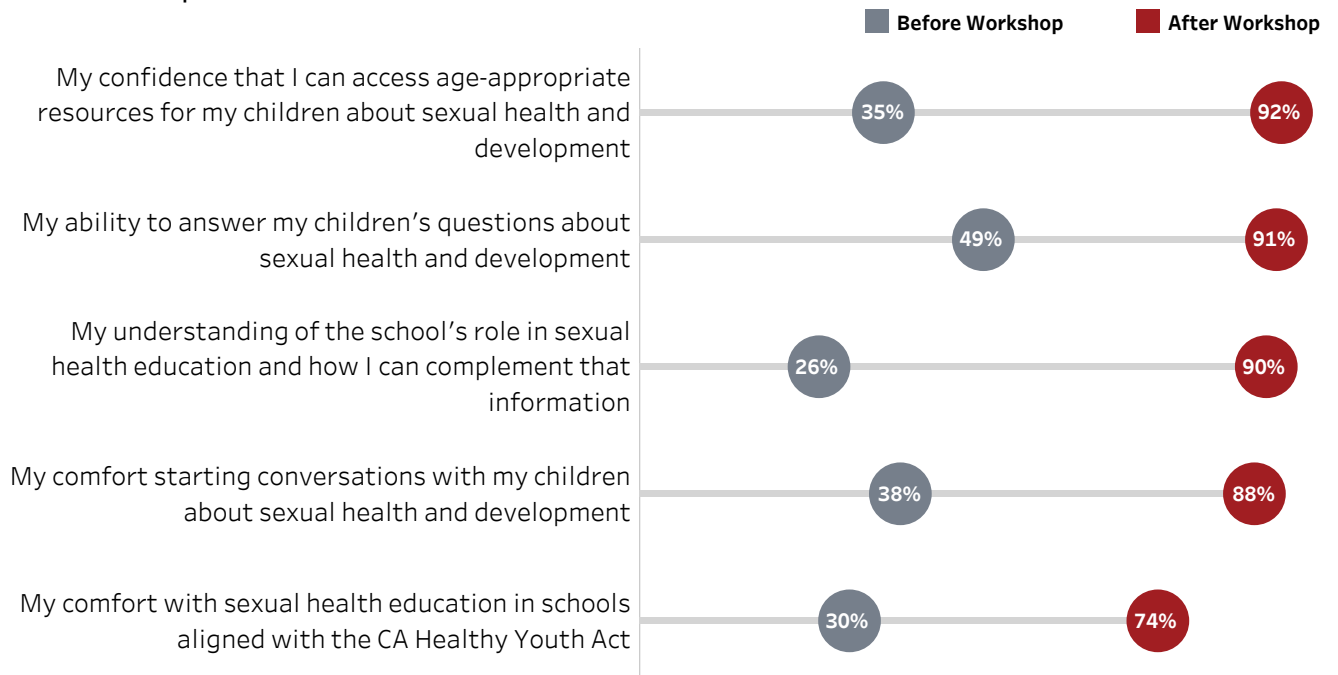 Before Workshop
After Workshop
My confidence that I can access age-appropriate
resources for my children about sexual health and
development
35%
92%
My ability to answer my children’s questions about
sexual health and development
49%
91%
My understanding of the school’s role in sexual
health education and how I can complement that
information
26%
90%
My comfort starting conversations with my children
about sexual health and development
38%
88%
My comfort with sexual health education in schools
aligned with the CA Healthy Youth Act
30%
74%